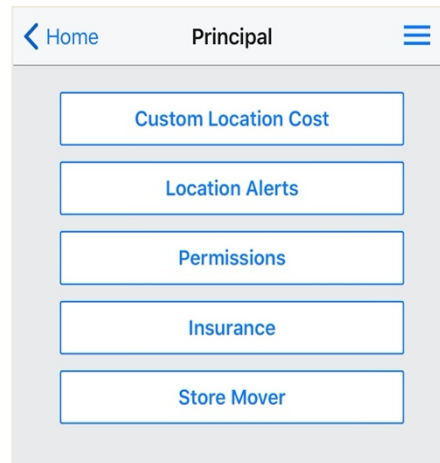 Home Principal
Custom Location Cost
Location Alerts
Permissions
Insurance
Store Mover